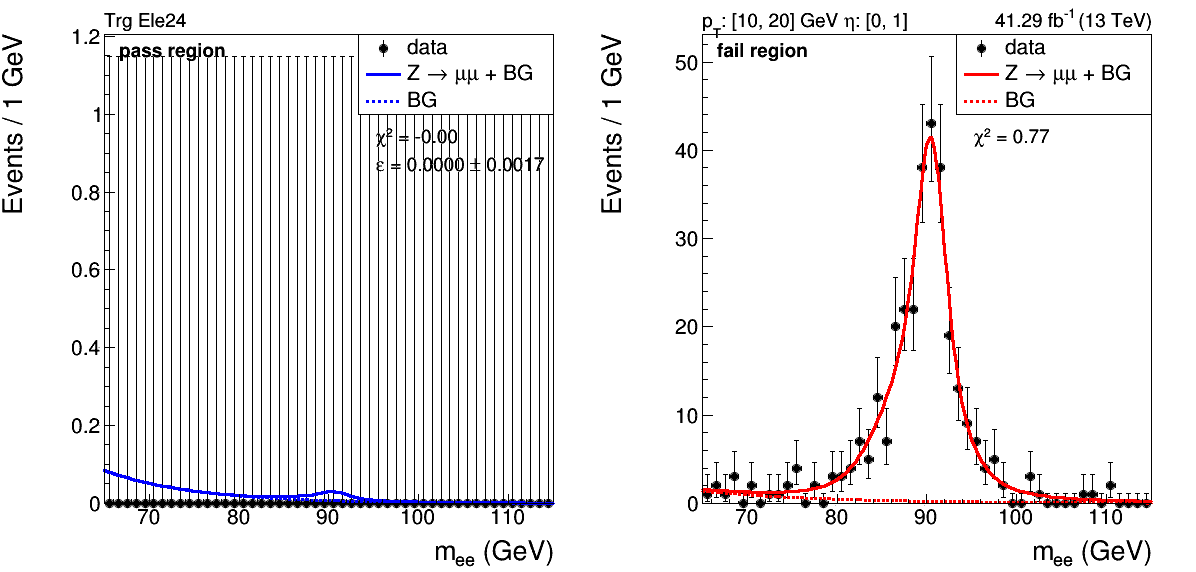 Trg Ele24
pass region
data
Z → μμ + BG
BG
χ² = -0.00
ε = 0.0000 ± 0.0017
Events / 1 GeV
1.2
1
0.8
0.6
0.4
0.2
0
70
80
90
100
110
mee (GeV)
pT: [10, 20] GeV η: [0, 1]
41.29 fb-1 (13 TeV)
fail region
data
Z → μμ + BG
BG
χ² = 0.77
Events / 1 GeV
50
40
30
20
10
0
70
80
90
100
110
mee (GeV)